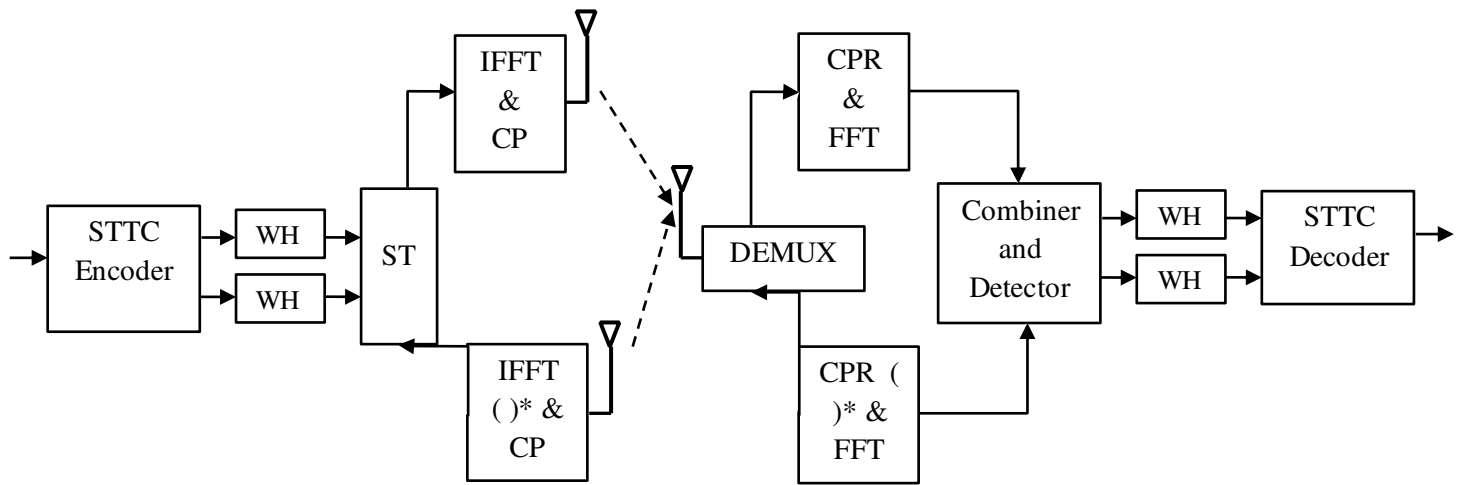 STTC
Encoder
WH
WH
ST
IFFT
&
CP
IFFT
( )* &
CP
DEMUX
CPR
&
FFT
CPR (
)* &
FFT
Combiner
and
Detector
WH
WH
STTC
Decoder